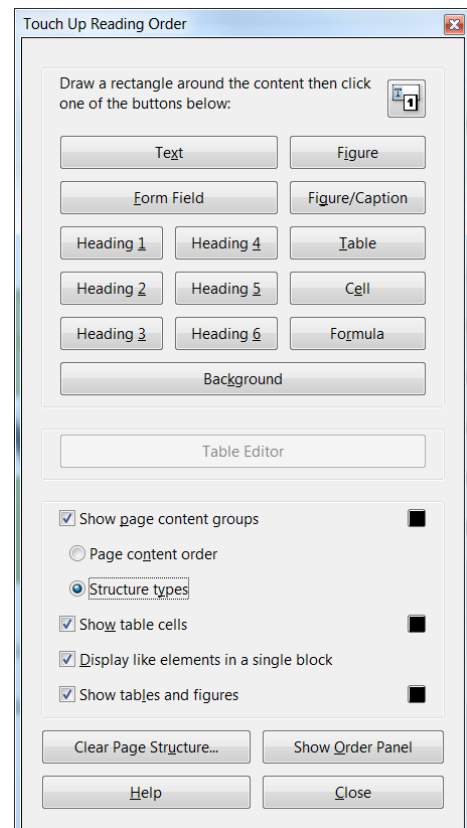 Touch Up Reading Order
Draw a rectangle around the content then click
one of the buttons below:
Text
Figure
Form Field
Figure/Caption
Heading 1
Heading 4
Table
Heading 2
Heading 5
Cell
Heading 3
Heading 6
Formula
Background
Table Editor
Show page content groups
Page content order
Structure types
Show table cells
Display like elements in a single block
Show tables and figures
Clear Page Structure...
Show Order Panel
Help
Close